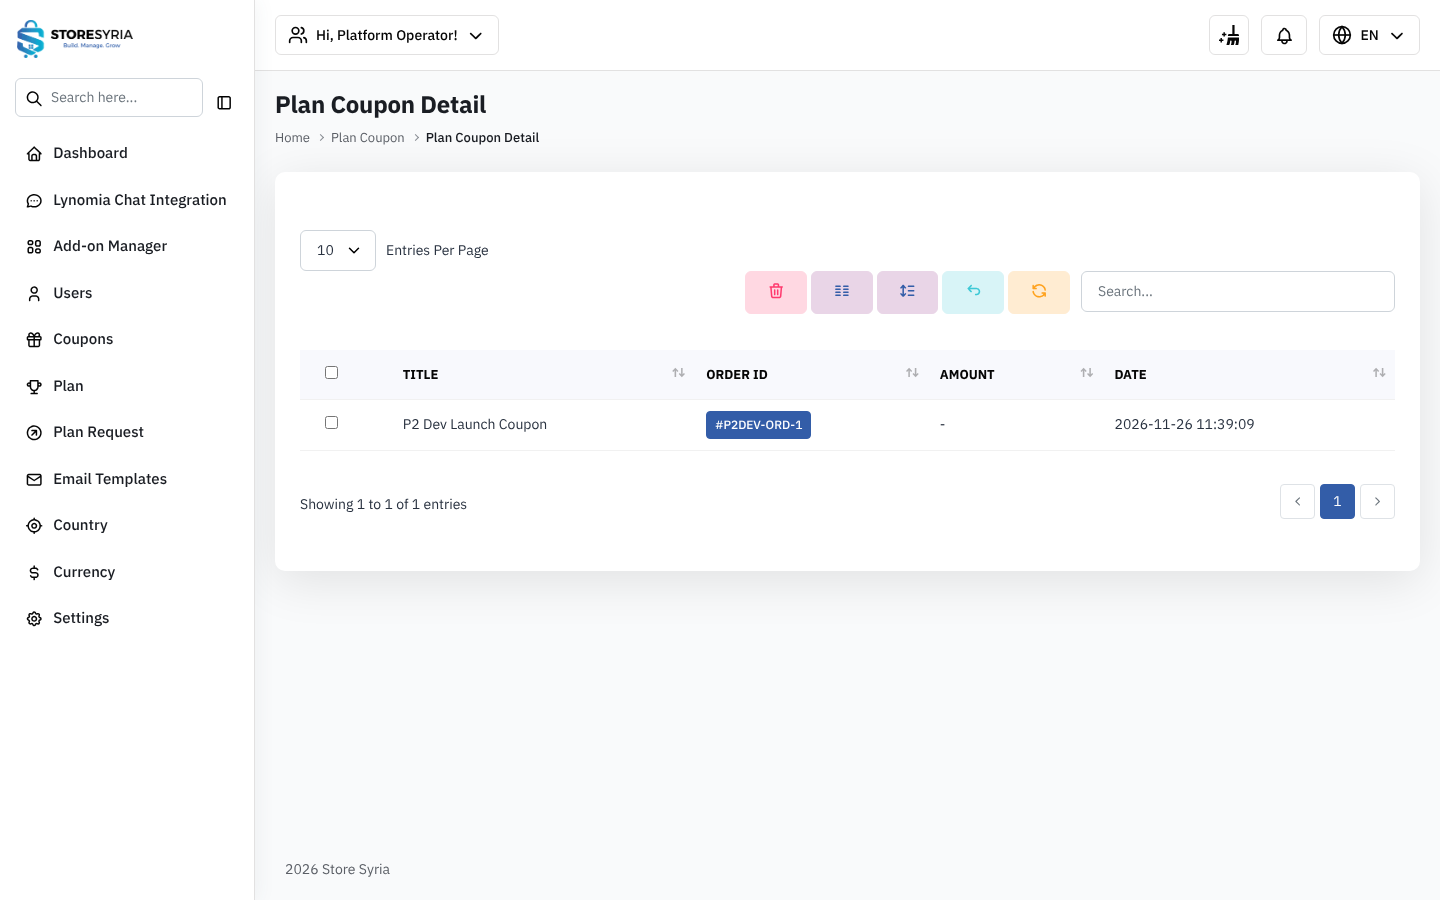 STORESYRIA
Build. Manage. Grow
Search here...
Dashboard
Lynomia Chat Integration
Add-on Manager
Users
Coupons
Plan
Plan Request
Email Templates
Country
Currency
Settings
Hi, Platform Operator!
EN
Plan Coupon Detail
Home
Plan Coupon
Plan Coupon Detail
10
Entries Per Page
Search...
TITLE ORDER ID AMOUNT DATE
P2 Dev Launch Coupon #P2DEV-ORD-1 - 2026-11-26 11:39:09
Showing 1 to 1 of 1 entries
1
2026 Store Syria